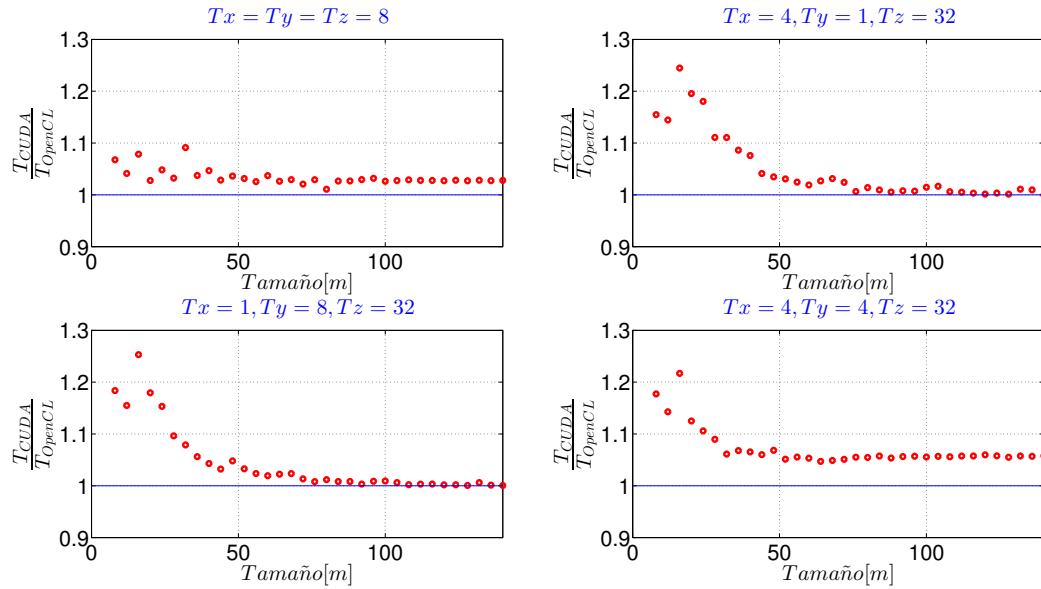 Tx = Ty = Tz = 8
1.3
1.2
1.1
1
0.9
T_CUDA
T_OpenCL
0
50
100
Tamaño[m]
Tx = 4, Ty = 1, Tz = 32
1.3
1.2
1.1
1
0.9
T_CUDA
T_OpenCL
0
50
100
Tamaño[m]
Tx = 1, Ty = 8, Tz = 32
1.3
1.2
1.1
1
0.9
T_CUDA
T_OpenCL
0
50
100
Tamaño[m]
Tx = 4, Ty = 4, Tz = 32
1.3
1.2
1.1
1
0.9
T_CUDA
T_OpenCL
0
50
100
Tamaño[m]